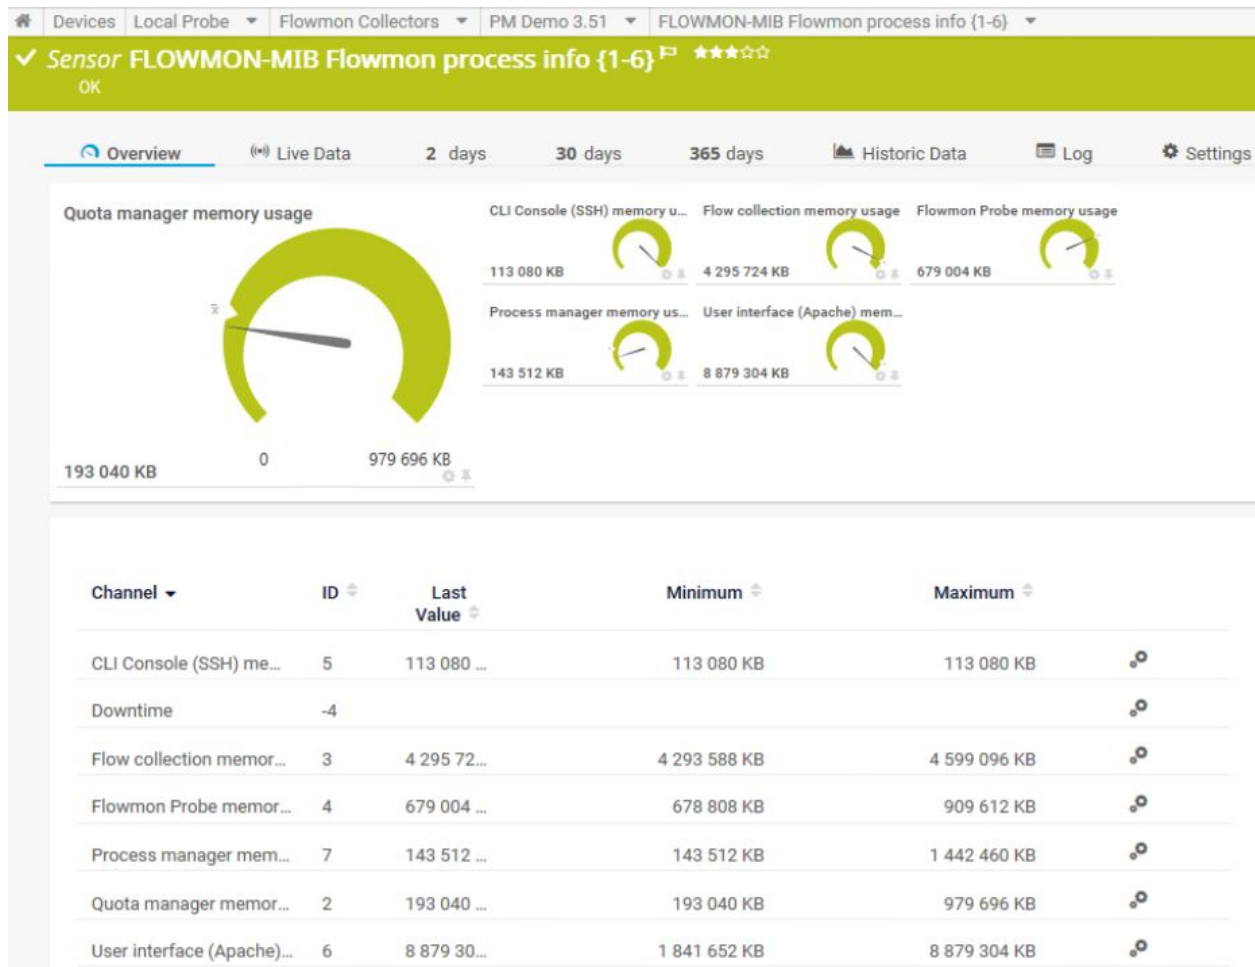 Devices Local Probe Flowmon Collectors PM Demo 3.51 FLOWMON-MIB Flowmon process info {1-6}
Sensor FLOWMON-MIB Flowmon process info {1-6}
OK
Overview Live Data 2 days 30 days 365 days Historic Data Log Settings
Quota manager memory usage
x̄
0 979 696 KB
193 040 KB
CLI Console (SSH) memory u... Flow collection memory usage Flowmon Probe memory usage
113 080 KB 4 295 724 KB 679 004 KB
Process manager memory us... User interface (Apache) mem...
143 512 KB 8 879 304 KB
Channel ID Last Value Minimum Maximum
CLI Console (SSH) me... 5 113 080 ... 113 080 KB 113 080 KB
Downtime -4
Flow collection memor... 3 4 295 72... 4 293 588 KB 4 599 096 KB
Flowmon Probe memor... 4 679 004 ... 678 808 KB 909 612 KB
Process manager mem... 7 143 512 ... 143 512 KB 1 442 460 KB
Quota manager memor... 2 193 040 ... 193 040 KB 979 696 KB
User interface (Apache)... 6 8 879 30... 1 841 652 KB 8 879 304 KB